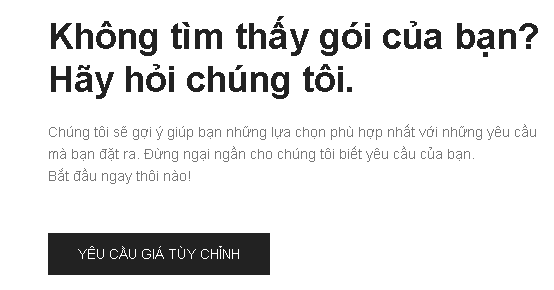 Không tìm thấy gói của bạn?
Hãy hỏi chúng tôi.
Chúng tôi sẽ gợi ý giúp bạn những lựa chọn phù hợp nhất với những yêu cầu
mà bạn đặt ra. Đừng ngại ngần cho chúng tôi biết yêu cầu của bạn.
Bắt đầu ngay thôi nào!
YÊU CẦU GIÁ TÙY CHỈNH